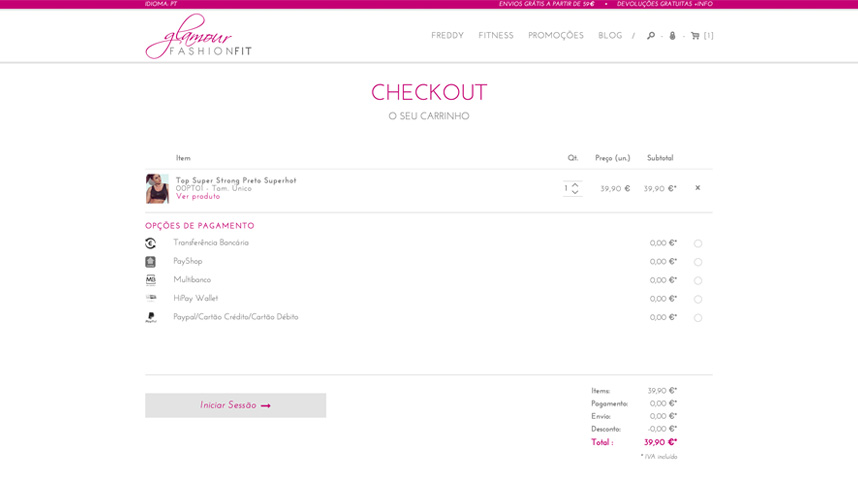 IDIOMA: PT
ENVIOS GRÁTIS A PARTIR DE 59€ • DEVOLUÇÕES GRATUITAS +INFO
glamour
FASHIONFIT
FREDDY FITNESS PROMOÇÕES BLOG / - - [1]
CHECKOUT
O SEU CARRINHO
Item Qt. Preço (un.) Subtotal
Top Super Strong Preto Superhot
00PT01 - Tam. Único
Ver produto
1 39,90 € 39,90 €* x
OPÇÕES DE PAGAMENTO
Transferência Bancária 0,00 €*
PayShop 0,00 €*
Multibanco 0,00 €*
HiPay Wallet 0,00 €*
Paypal/Cartão Crédito/Cartão Débito 0,00 €*
Iniciar Sessão
Items: 39,90 €*
Pagamento: 0,00 €*
Envio: 0,00 €*
Desconto: -0,00 €*
Total : 39,90 €*
* IVA incluído